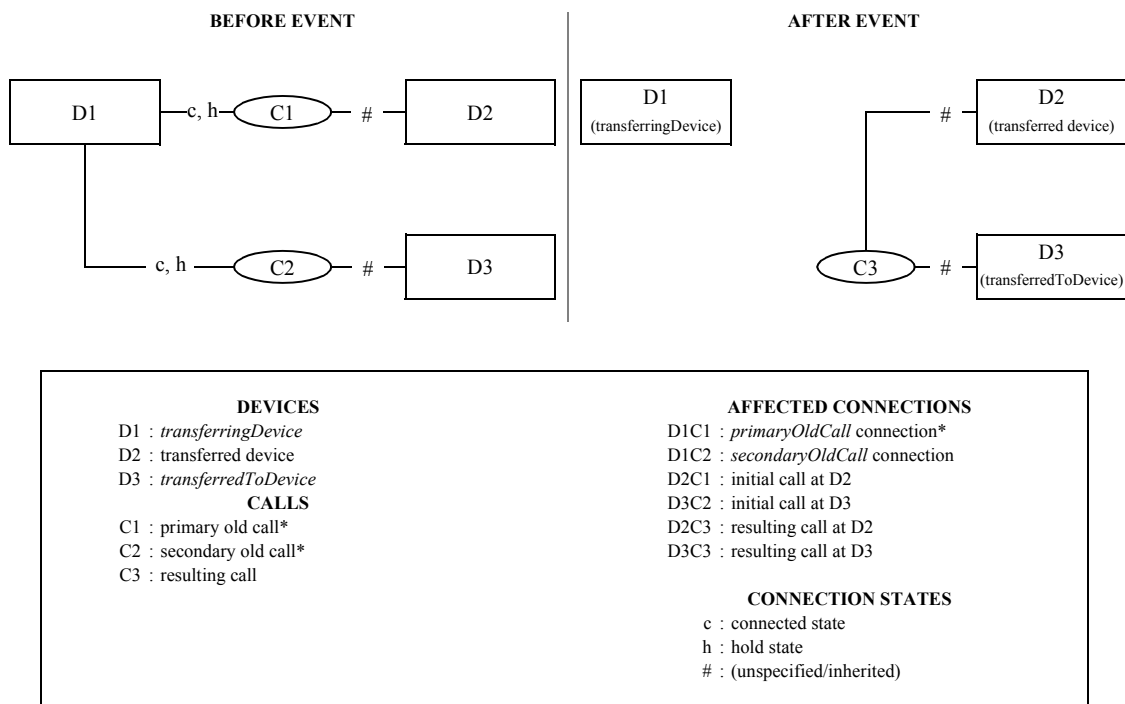 BEFORE EVENT
AFTER EVENT
D1
c, h
C1
#
D2
c, h
C2
#
D3
D1
(transferringDevice)
#
D2
(transferred device)
C3
#
D3
(transferredToDevice)
DEVICES
D1 : transferringDevice
D2 : transferred device
D3 : transferredToDevice
CALLS
C1 : primary old call*
C2 : secondary old call*
C3 : resulting call
AFFECTED CONNECTIONS
D1C1 : primaryOldCall connection*
D1C2 : secondaryOldCall connection
D2C1 : initial call at D2
D3C2 : initial call at D3
D2C3 : resulting call at D2
D3C3 : resulting call at D3
CONNECTION STATES
c : connected state
h : hold state
# : (unspecified/inherited)